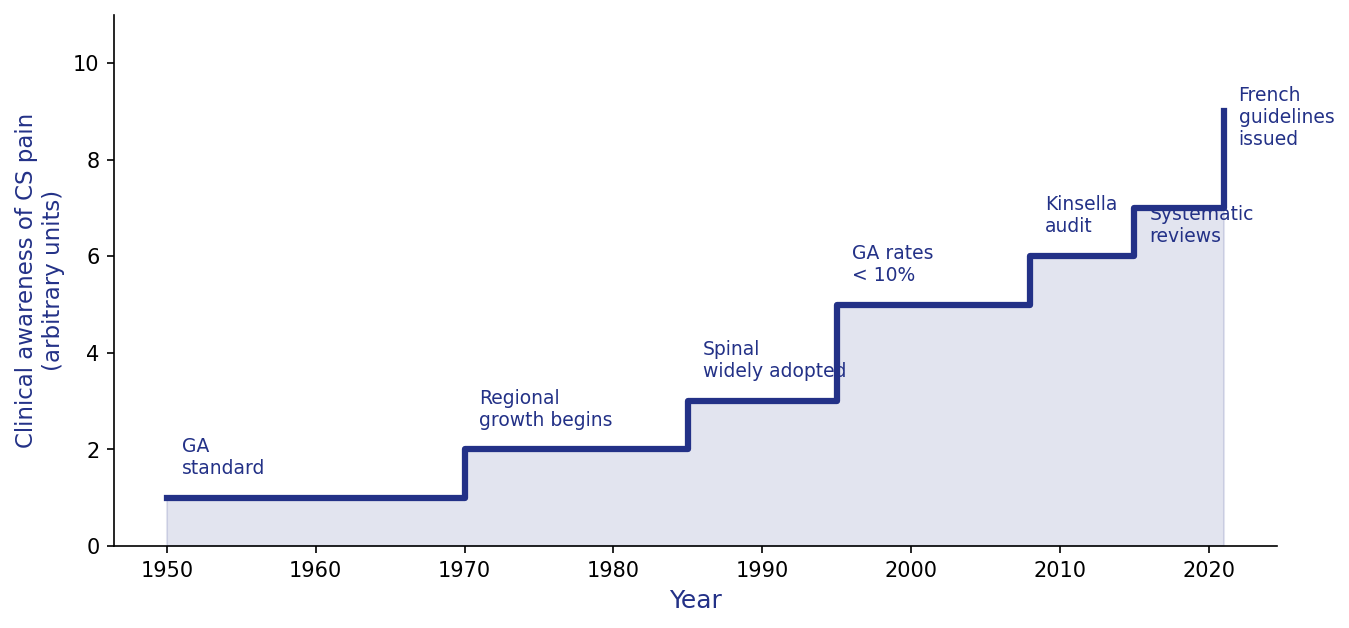 Clinical awareness of CS pain
(arbitrary units)
10
8
6
4
2
0
GA
standard
Regional
growth begins
Spinal
widely adopted
GA rates
< 10%
Kinsella
audit
Systematic
reviews
French
guidelines
issued
1950
1960
1970
1980
1990
2000
2010
2020
Year